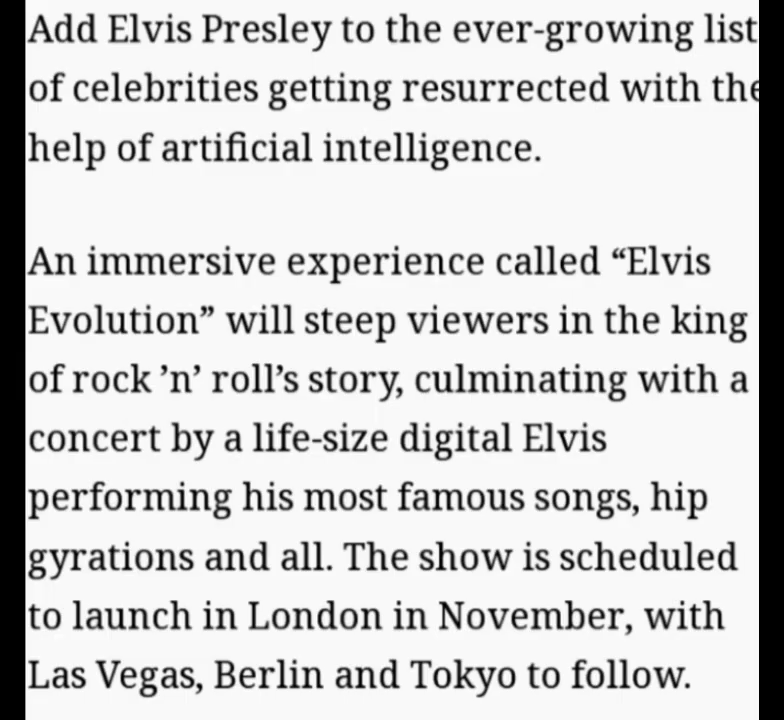 Add Elvis Presley to the ever-growing list
of celebrities getting resurrected with the
help of artificial intelligence.
An immersive experience called “Elvis
Evolution” will steep viewers in the king
of rock ’n’ roll’s story, culminating with a
concert by a life-size digital Elvis
performing his most famous songs, hip
gyrations and all. The show is scheduled
to launch in London in November, with
Las Vegas, Berlin and Tokyo to follow.